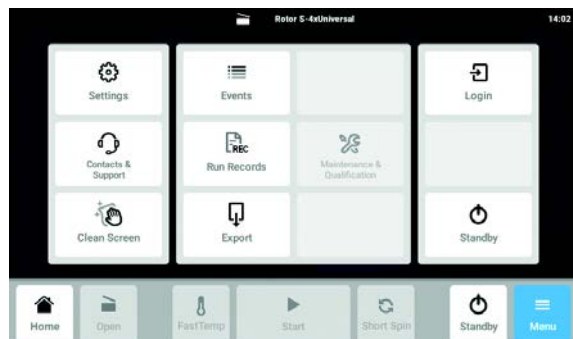 Rotor S-4xUniversal
14:02
Settings
Events
Login
Contacts &
Support
REC
Run Records
Maintenance &
Qualification
Clean Screen
Export
Standby
Home
Open
FastTemp
Start
Short Spin
Standby
Menu